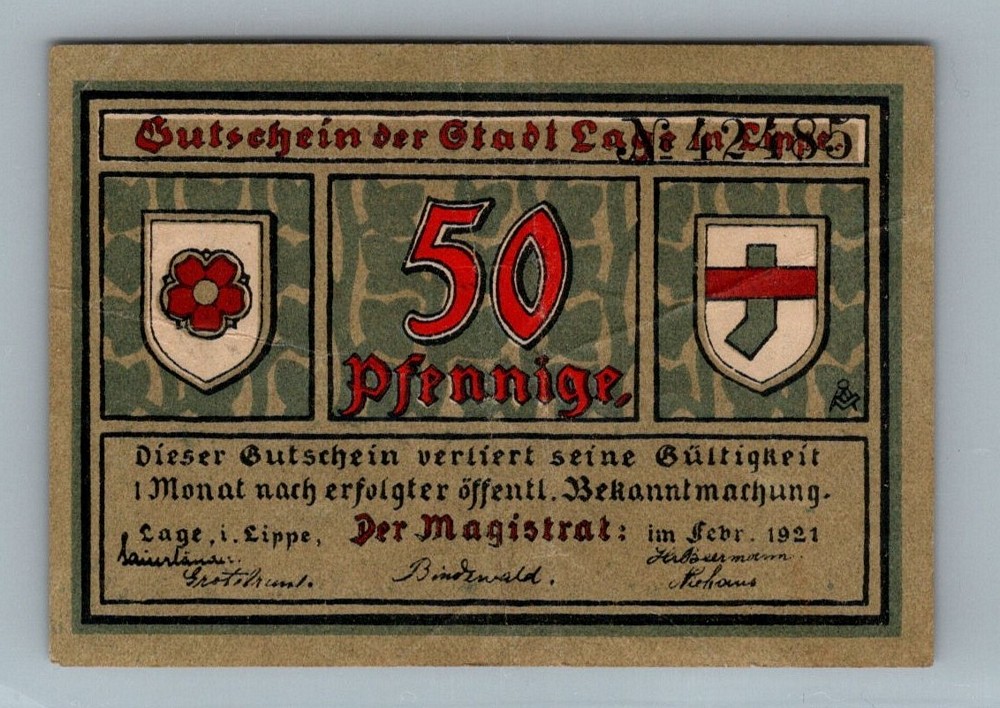 Gutschein der Stadt Lage in Lippe.
№ 42485
50
Pfennige.
Dieser Gutschein verliert seine Gültigkeit
1 Monat nach erfolgter öffentl. Bekanntmachung.
Lage, i. Lippe, Der Magistrat: im Febr. 1921
Bindewald.
Niehaus